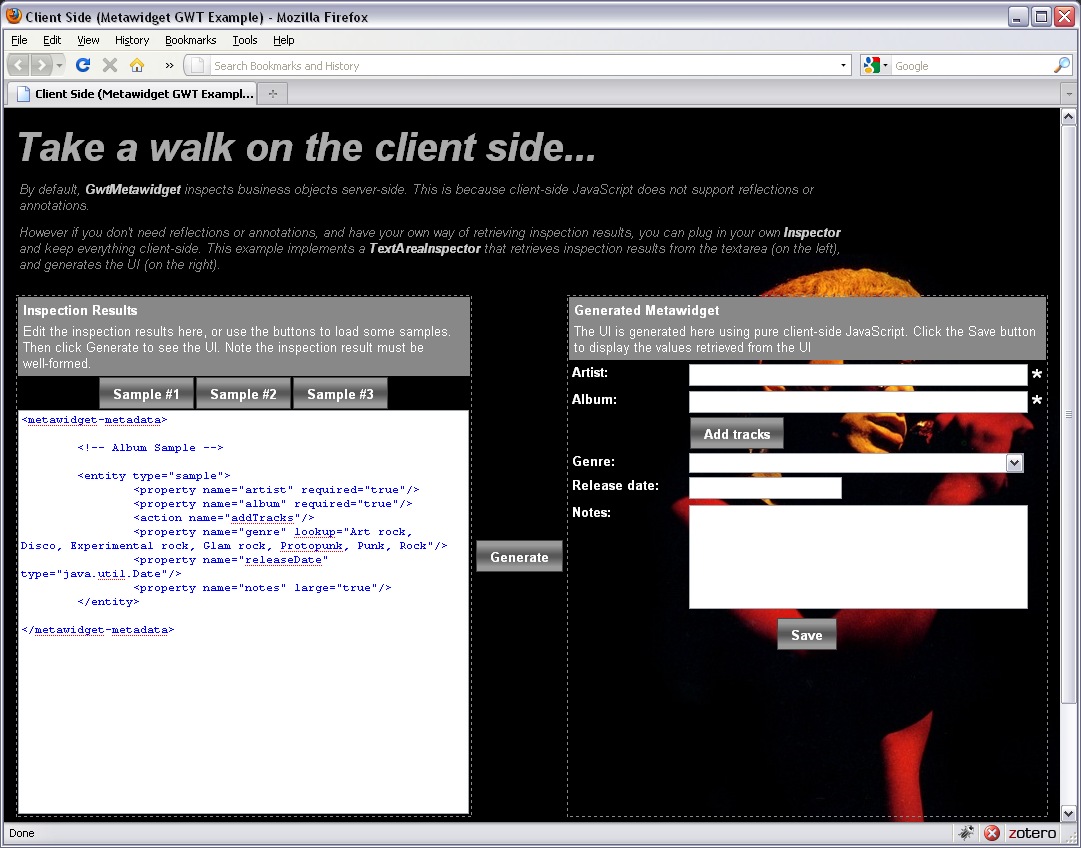 Client Side (Metawidget GWT Example) - Mozilla Firefox
File Edit View History Bookmarks Tools Help
» Search Bookmarks and History Google
Client Side (Metawidget GWT Exampl...
Take a walk on the client side...
By default, GwtMetawidget inspects business objects server-side. This is because client-side JavaScript does not support reflections or
annotations.
However if you don't need reflections or annotations, and have your own way of retrieving inspection results, you can plug in your own Inspector
and keep everything client-side. This example implements a TextAreaInspector that retrieves inspection results from the textarea (on the left),
and generates the UI (on the right).
Inspection Results
Edit the inspection results here, or use the buttons to load some samples.
Then click Generate to see the UI. Note the inspection result must be
well-formed.
Sample #1 Sample #2 Sample #3
<metawidget-metadata>
<!-- Album Sample -->
<entity type="sample">
<property name="artist" required="true"/>
<property name="album" required="true"/>
<action name="addTracks"/>
<property name="genre" lookup="Art rock,
Disco, Experimental rock, Glam rock, Protopunk, Punk, Rock"/>
<property name="releaseDate"
type="java.util.Date"/>
<property name="notes" large="true"/>
</entity>
</metawidget-metadata>
Generate
Generated Metawidget
The UI is generated here using pure client-side JavaScript. Click the Save button
to display the values retrieved from the UI
Artist: *
Album: *
Add tracks
Genre:
Release date:
Notes:
Save
Done zotero